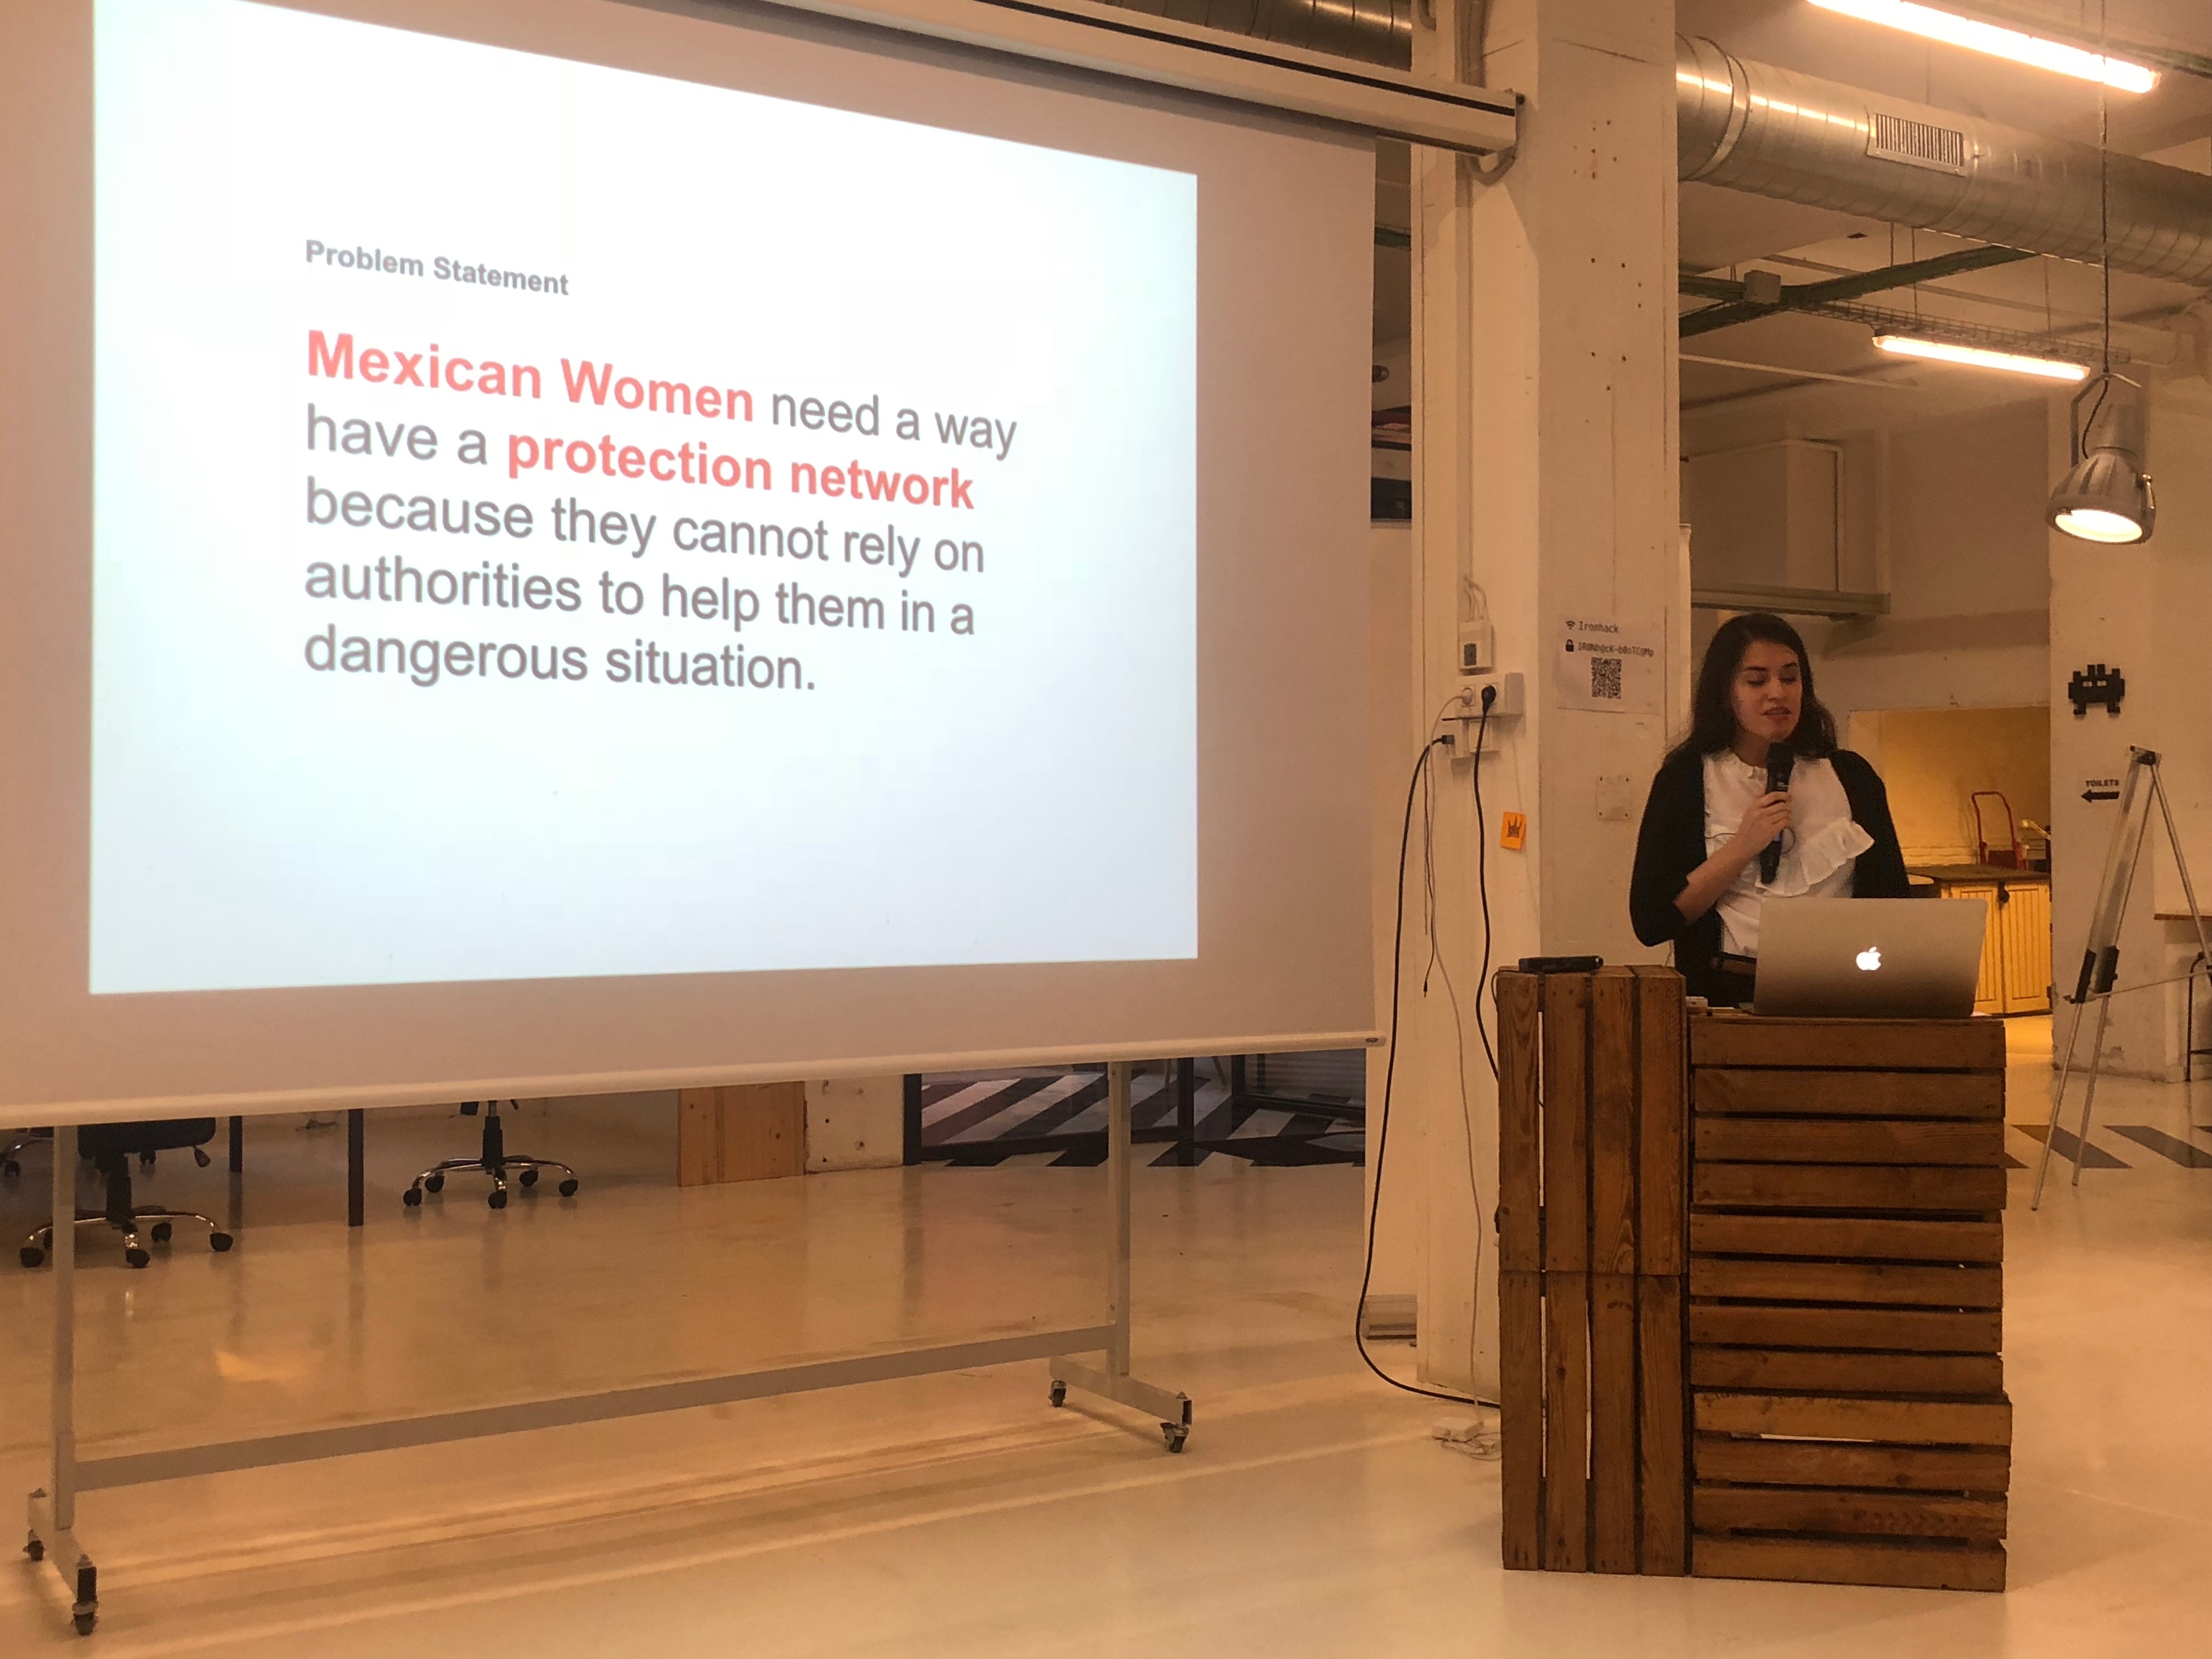 Problem Statement
Mexican Women need a way
have a protection network
because they cannot rely on
authorities to help them in a
dangerous situation.
Ironhack
TOILETS